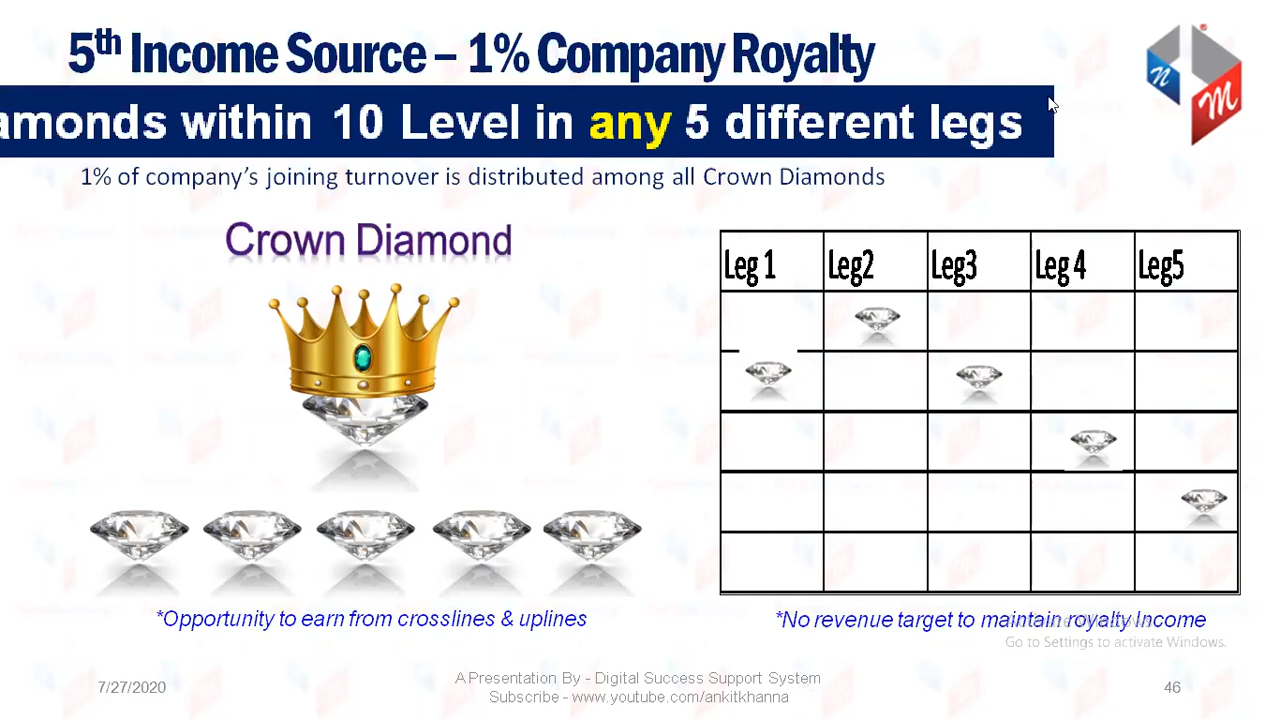 5th Income Source – 1% Company Royalty
amonds within 10 Level in any 5 different legs
1% of company's joining turnover is distributed among all Crown Diamonds
Crown Diamond
Leg 1 Leg2 Leg3 Leg 4 Leg5
*Opportunity to earn from crosslines & uplines
*No revenue target to maintain royalty Income
Activate Windows
Go to Settings to activate Windows.
7/27/2020
A Presentation By - Digital Success Support System
Subscribe - www.youtube.com/ankitkhanna
46
n
m